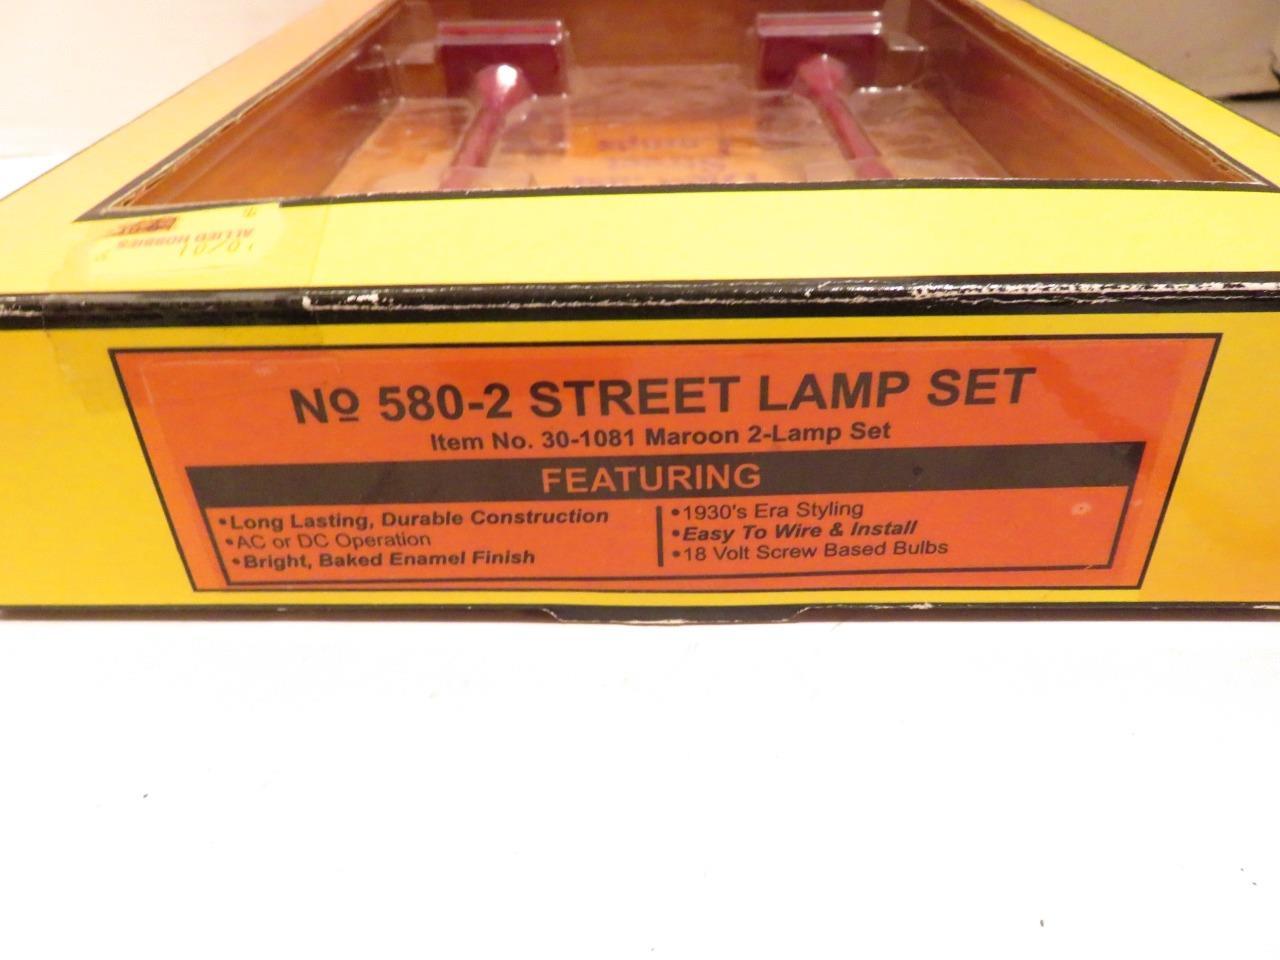 ALLIED HOBBIES
No 580-2 STREET LAMP SET
Item No. 30-1081 Maroon 2-Lamp Set
FEATURING
•Long Lasting, Durable Construction
•AC or DC Operation
•Bright, Baked Enamel Finish
•1930's Era Styling
•Easy To Wire & Install
•18 Volt Screw Based Bulbs